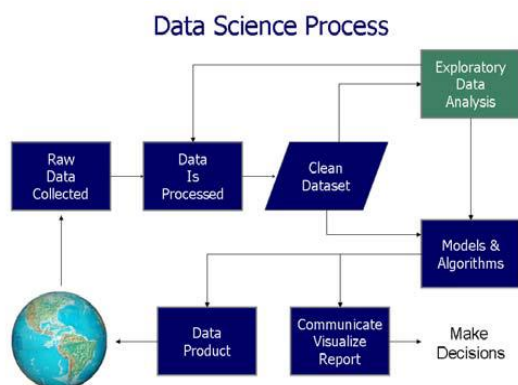 Data Science Process
Exploratory
Data
Analysis
Raw
Data
Collected
Data
Is
Processed
Clean
Dataset
Models &
Algorithms
Data
Product
Communicate
Visualize
Report
Make
Decisions